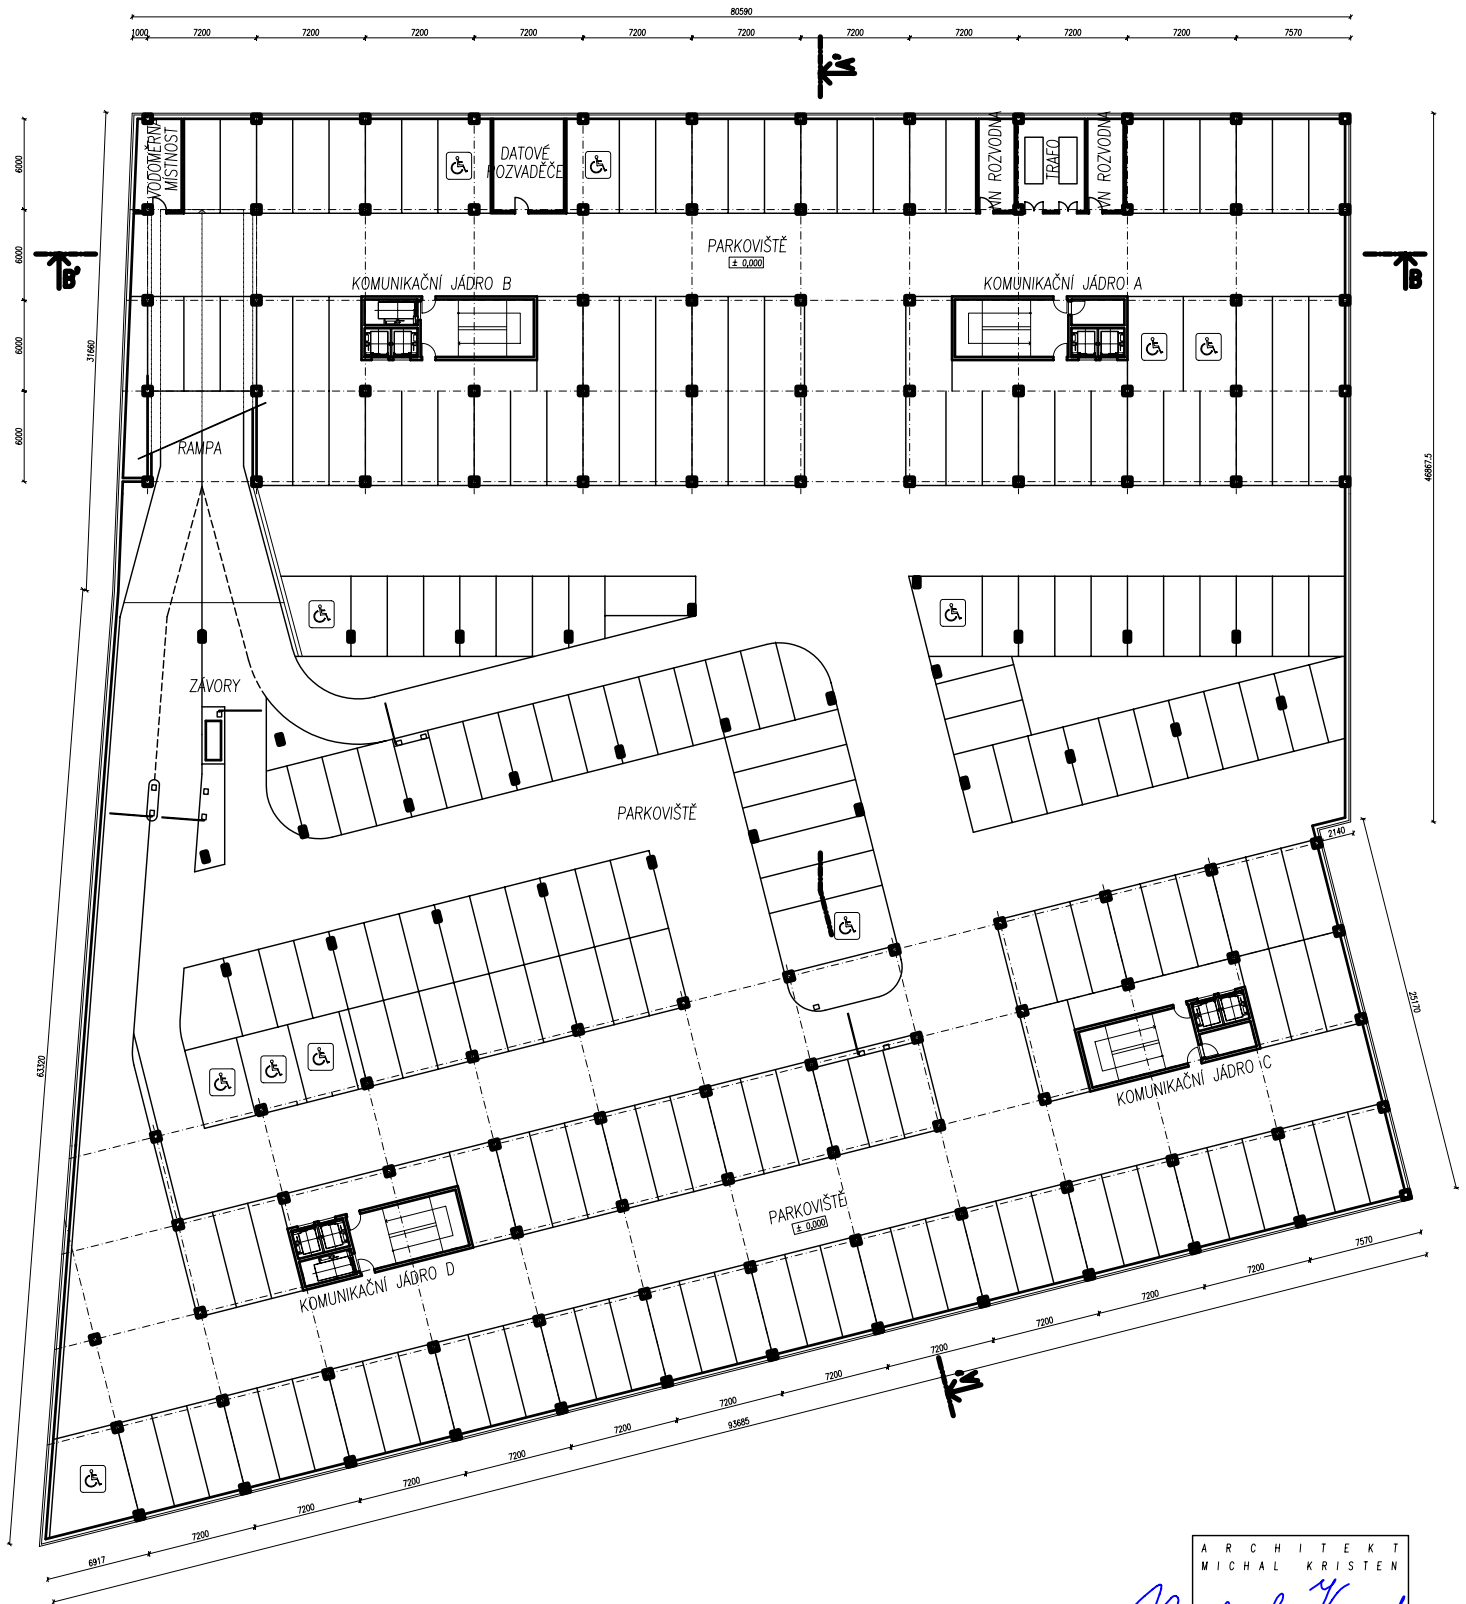 80590
1000 7200 7200 7200 7200 7200 7200 7200 7200 7200 7200 7570
A'
6000
6000
6000
6000
31660
63320
VODOMĚRNÁ
MÍSTNOST
DATOVÉ
ROZVADĚČE
VN ROZVODNA
TRAFO
VN ROZVODNA
PARKOVIŠTĚ
± 0,000
B'
B
KOMUNIKAČNÍ JÁDRO B
KOMUNIKAČNÍ JÁDRO A
RAMPA
46867.5
ZÁVORY
PARKOVIŠTĚ
2140
25170
KOMUNIKAČNÍ JÁDRO C
PARKOVIŠTĚ
± 0,000
KOMUNIKAČNÍ JÁDRO D
6917 7200 7200 7200 7200 7200 7200 7200 7200 7200 7200 7200 7570
93685
A'
ARCHITEKT
MICHAL KRISTEN